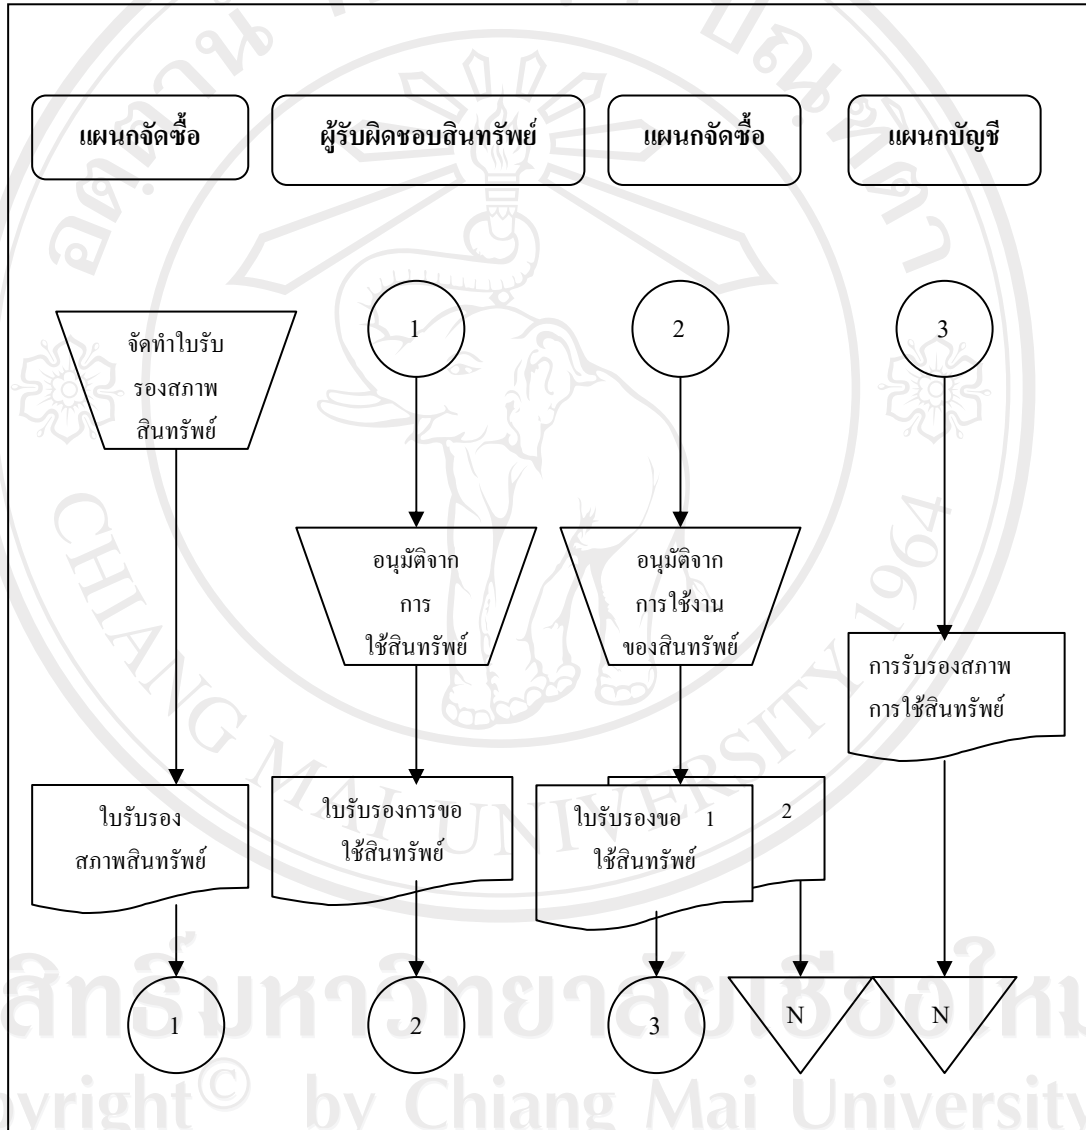 แผนกจัดซื้อ
ผู้รับผิดชอบสินทรัพย์
แผนกจัดซื้อ
แผนกบัญชี
จัดทำใบรับ
รองสภาพ
สินทรัพย์
1
2
3
อนุมัติจาก
การ
ใช้สินทรัพย์
อนุมัติจาก
การใช้งาน
ของสินทรัพย์
การรับรองสภาพ
การใช้สินทรัพย์
ใบรับรอง
สภาพสินทรัพย์
ใบรับรองการขอ
ใช้สินทรัพย์
ใบรับรองขอ 1
ใช้สินทรัพย์
2
1
2
3
N
N
CHIANG MAI UNIVERSITY 1964
ลิขสิทธิ์มหาวิทยาลัยเชียงใหม่
Copyright© by Chiang Mai University